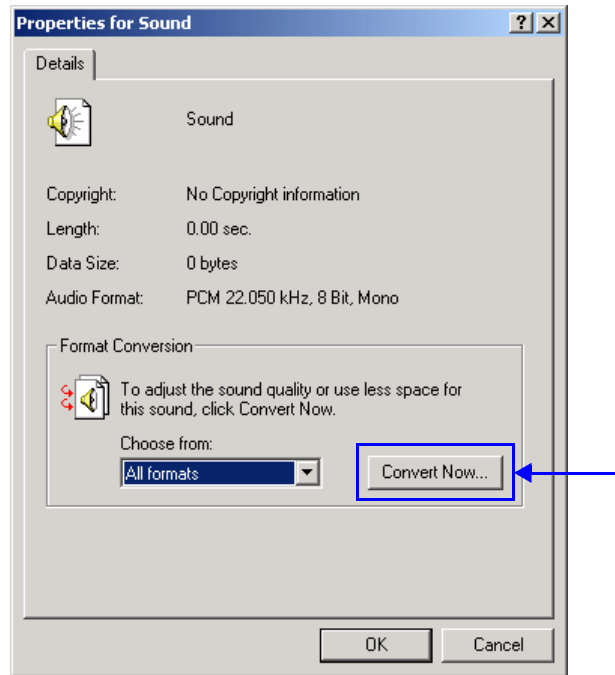 Properties for Sound
Details
Sound
Copyright: No Copyright information
Length: 0.00 sec.
Data Size: 0 bytes
Audio Format: PCM 22.050 kHz, 8 Bit, Mono
Format Conversion
To adjust the sound quality or use less space for
this sound, click Convert Now.
Choose from:
All formats Convert Now...
OK Cancel